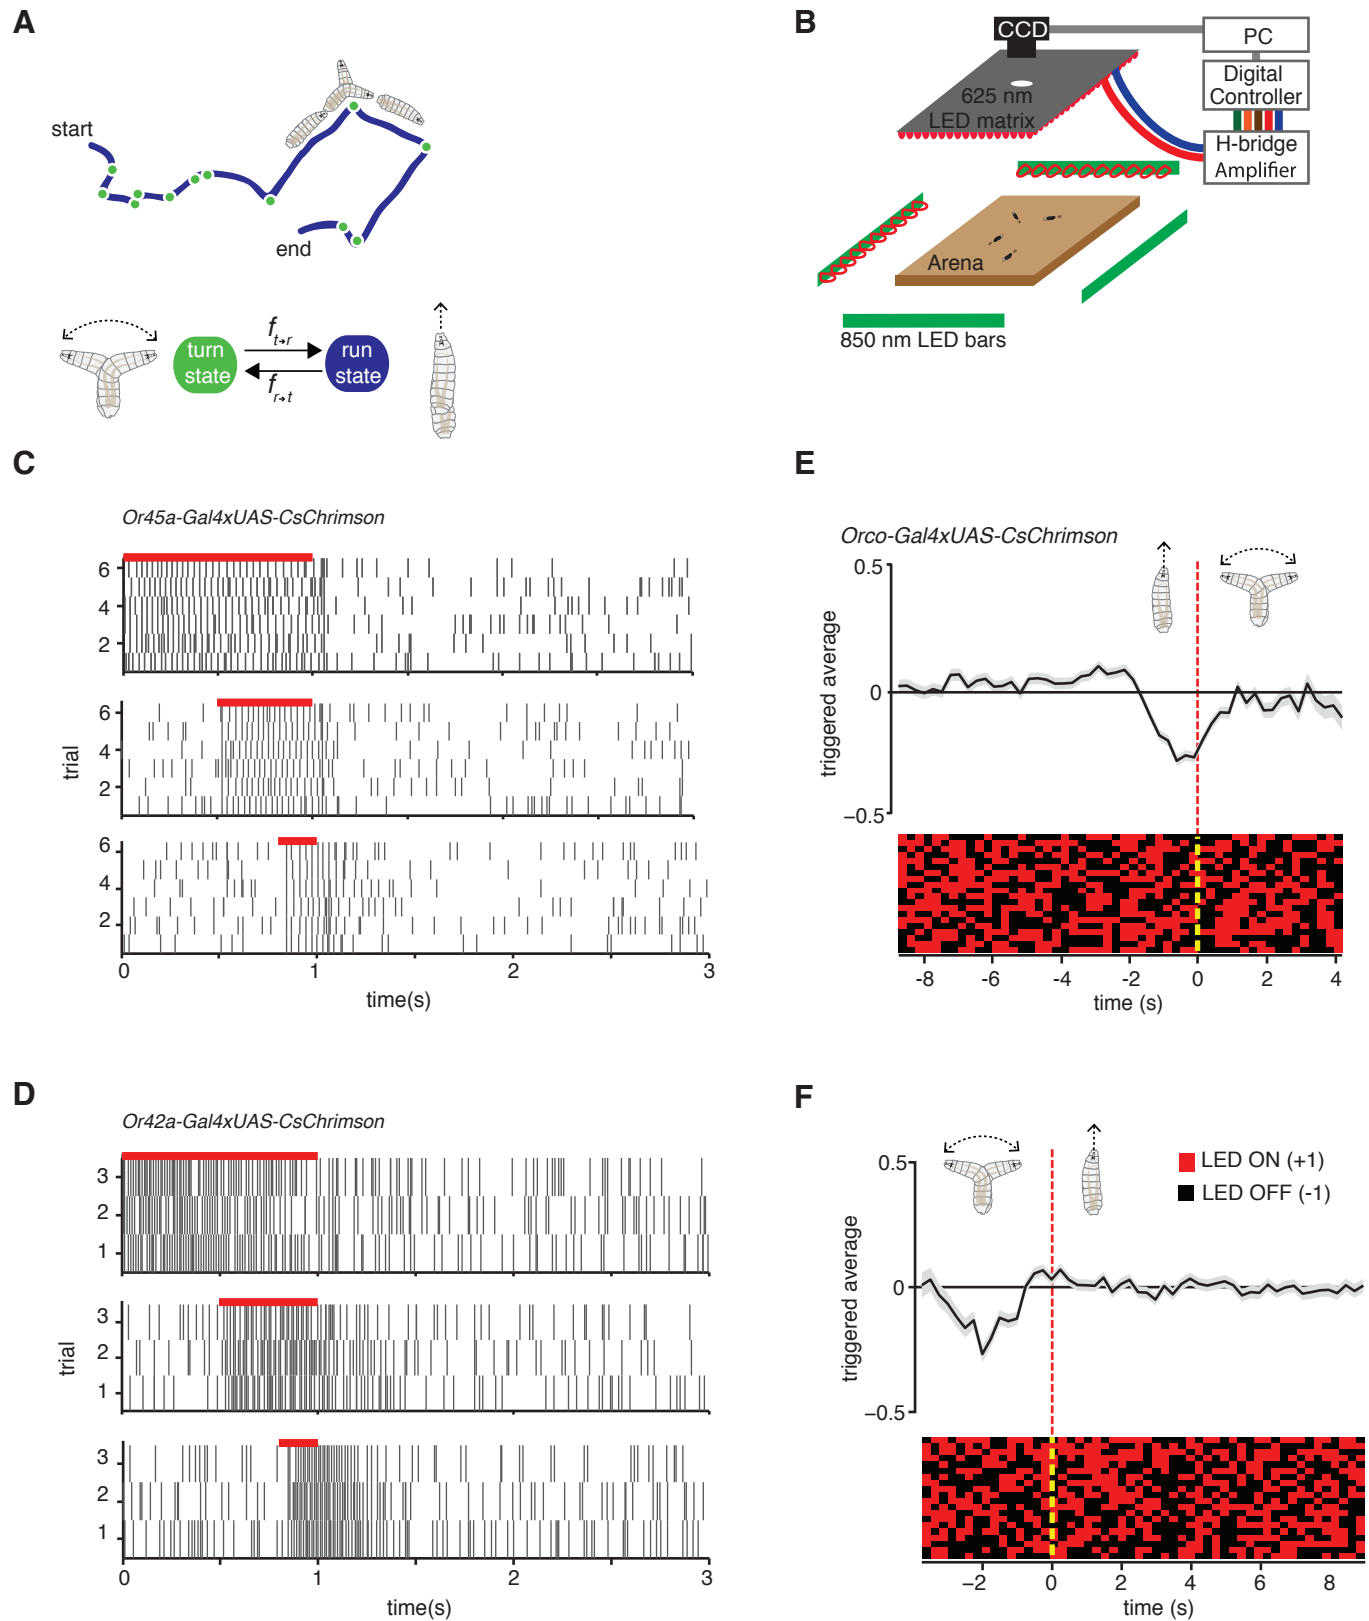 A
start
end
turn
state
f t→r
f r→t
run
state
B
CCD
PC
Digital
Controller
H-bridge
Amplifier
625 nm
LED matrix
Arena
850 nm LED bars
C
Or45a-Gal4xUAS-CsChrimson
6
4
2
6
4
2
6
4
2
trial
0 1 2 3
time(s)
D
Or42a-Gal4xUAS-CsChrimson
3
2
1
3
2
1
3
2
1
trial
0 1 2 3
time(s)
E
Orco-Gal4xUAS-CsChrimson
0.5
0
−0.5
triggered average
-8 -6 -4 -2 0 2 4
time (s)
F
LED ON (+1)
LED OFF (-1)
0.5
0
−0.5
triggered average
−2 0 2 4 6 8
time (s)